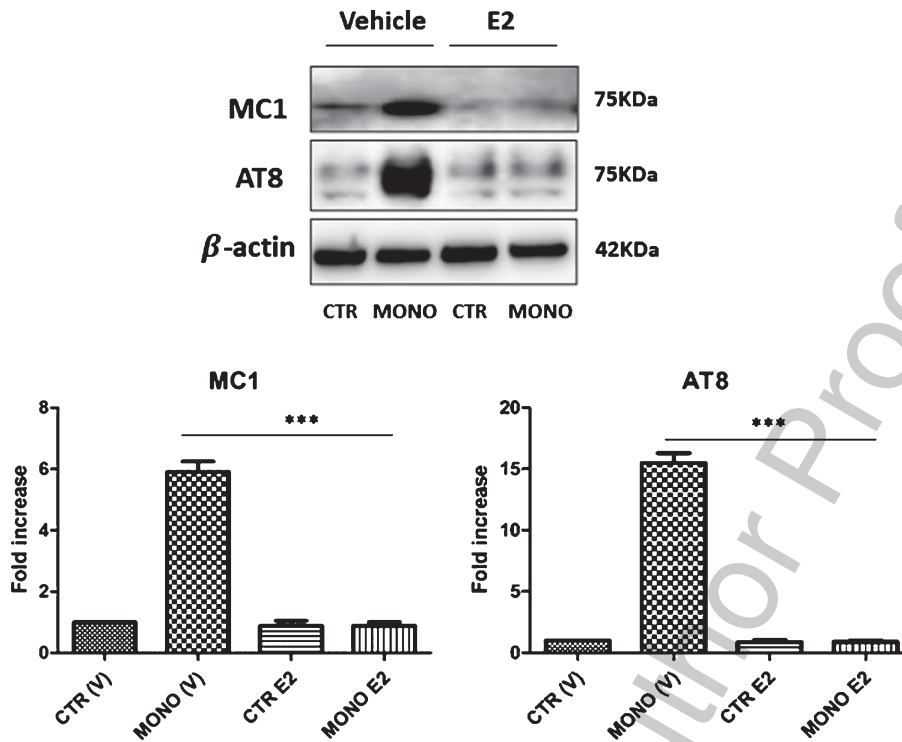 Vehicle E2
MC1 75KDa
AT8 75KDa
β-actin 42KDa
CTR MONO CTR MONO
MC1
Fold increase
8
6
4
2
0
***
CTR (V) MONO (V) CTR E2 MONO E2
AT8
Fold increase
20
15
10
5
0
***
CTR (V) MONO (V) CTR E2 MONO E2